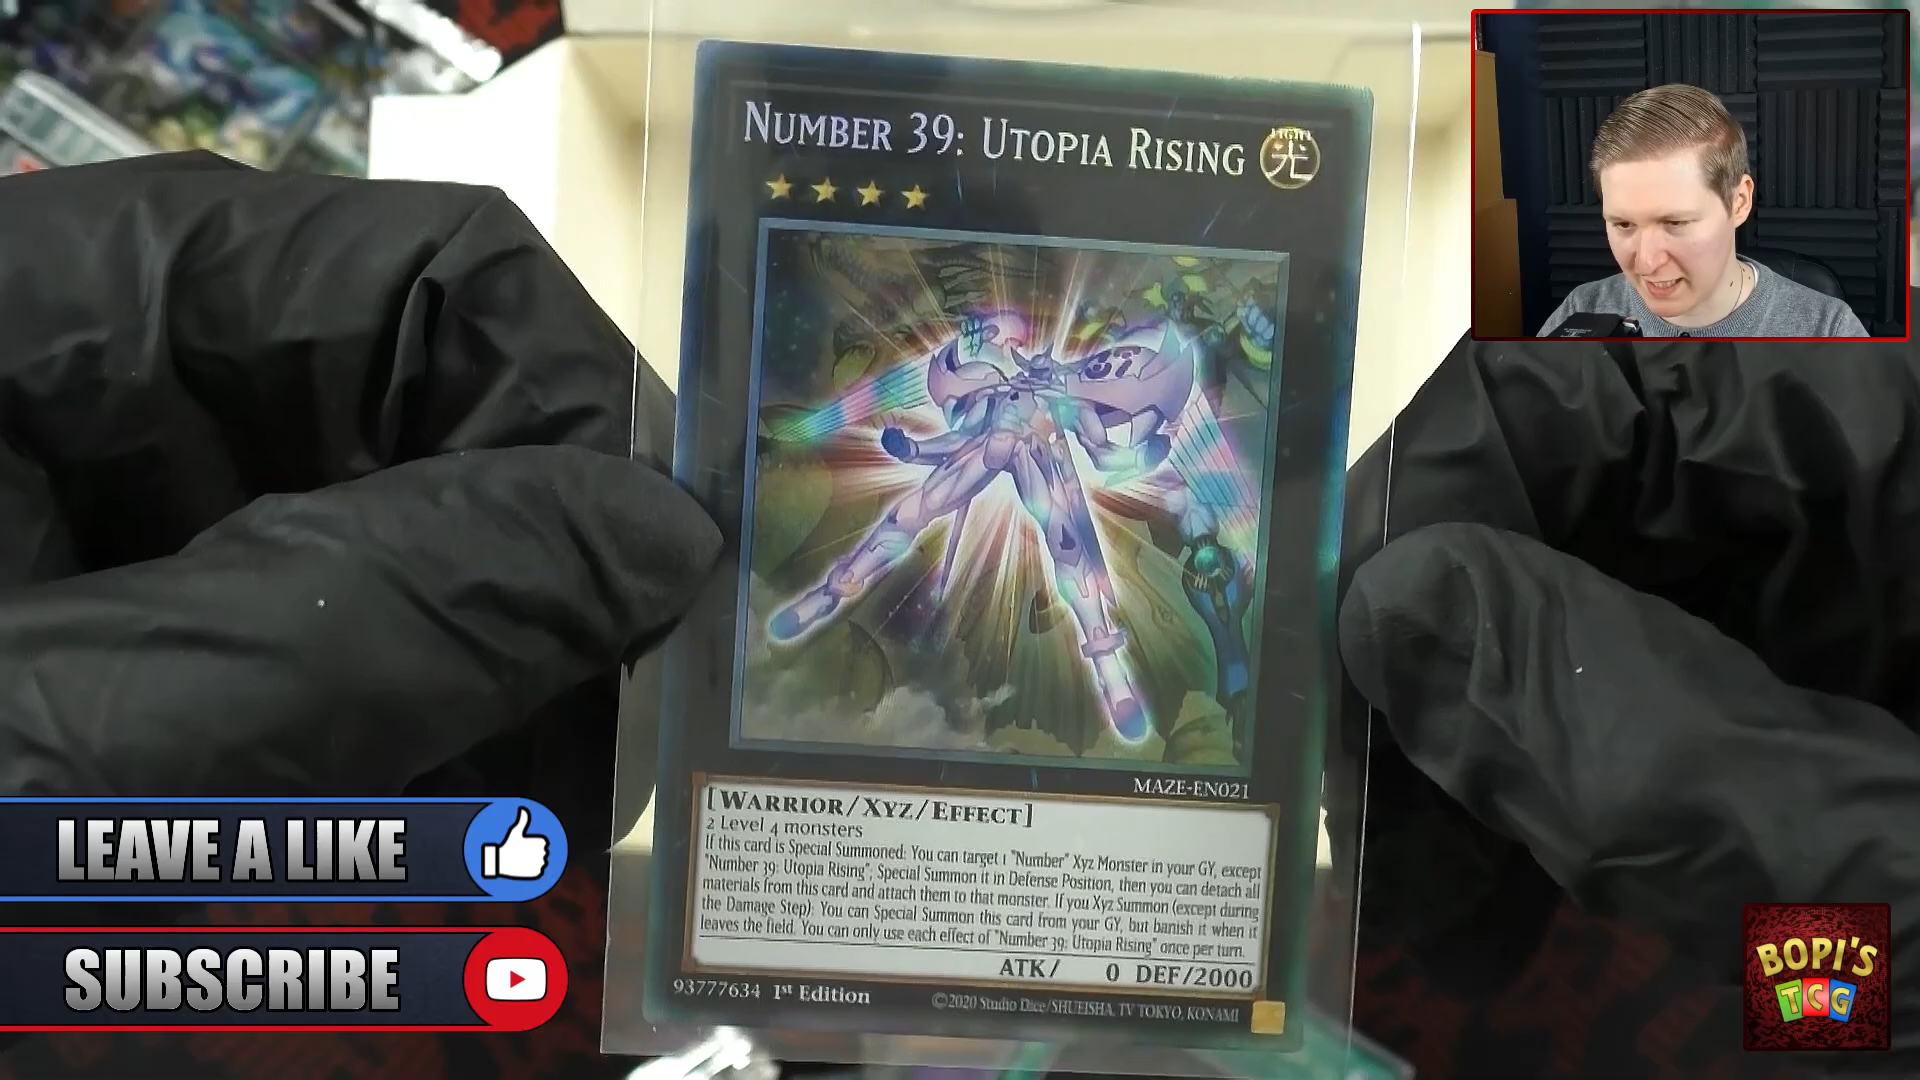 NUMBER 39: UTOPIA RISING
LIGHT
光
39
MAZE-EN021
[WARRIOR/XYZ/EFFECT]
2 Level 4 monsters
If this card is Special Summoned: You can target 1 "Number" Xyz Monster in your GY, except
"Number 39: Utopia Rising"; Special Summon it in Defense Position, then you can detach all
materials from this card and attach them to that monster. If you Xyz Summon (except during
the Damage Step): You can Special Summon this card from your GY, but banish it when it
leaves the field. You can only use each effect of "Number 39: Utopia Rising" once per turn.
ATK/ 0 DEF/2000
93777634 1st Edition
©2020 Studio Dice/SHUEISHA, TV TOKYO, KONAMI
LEAVE A LIKE
SUBSCRIBE
BOPI'S
TCG